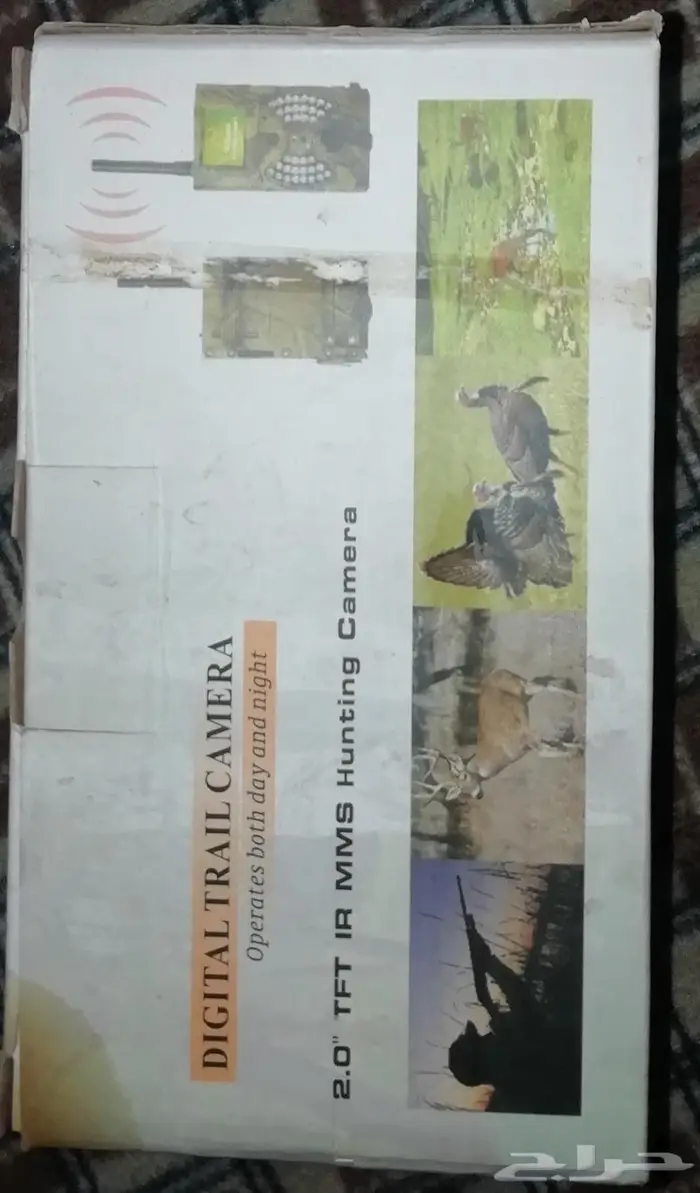 DIGITAL TRAIL CAMERA
Operates both day and night
2.0" TFT IR MMS Hunting Camera
حراج